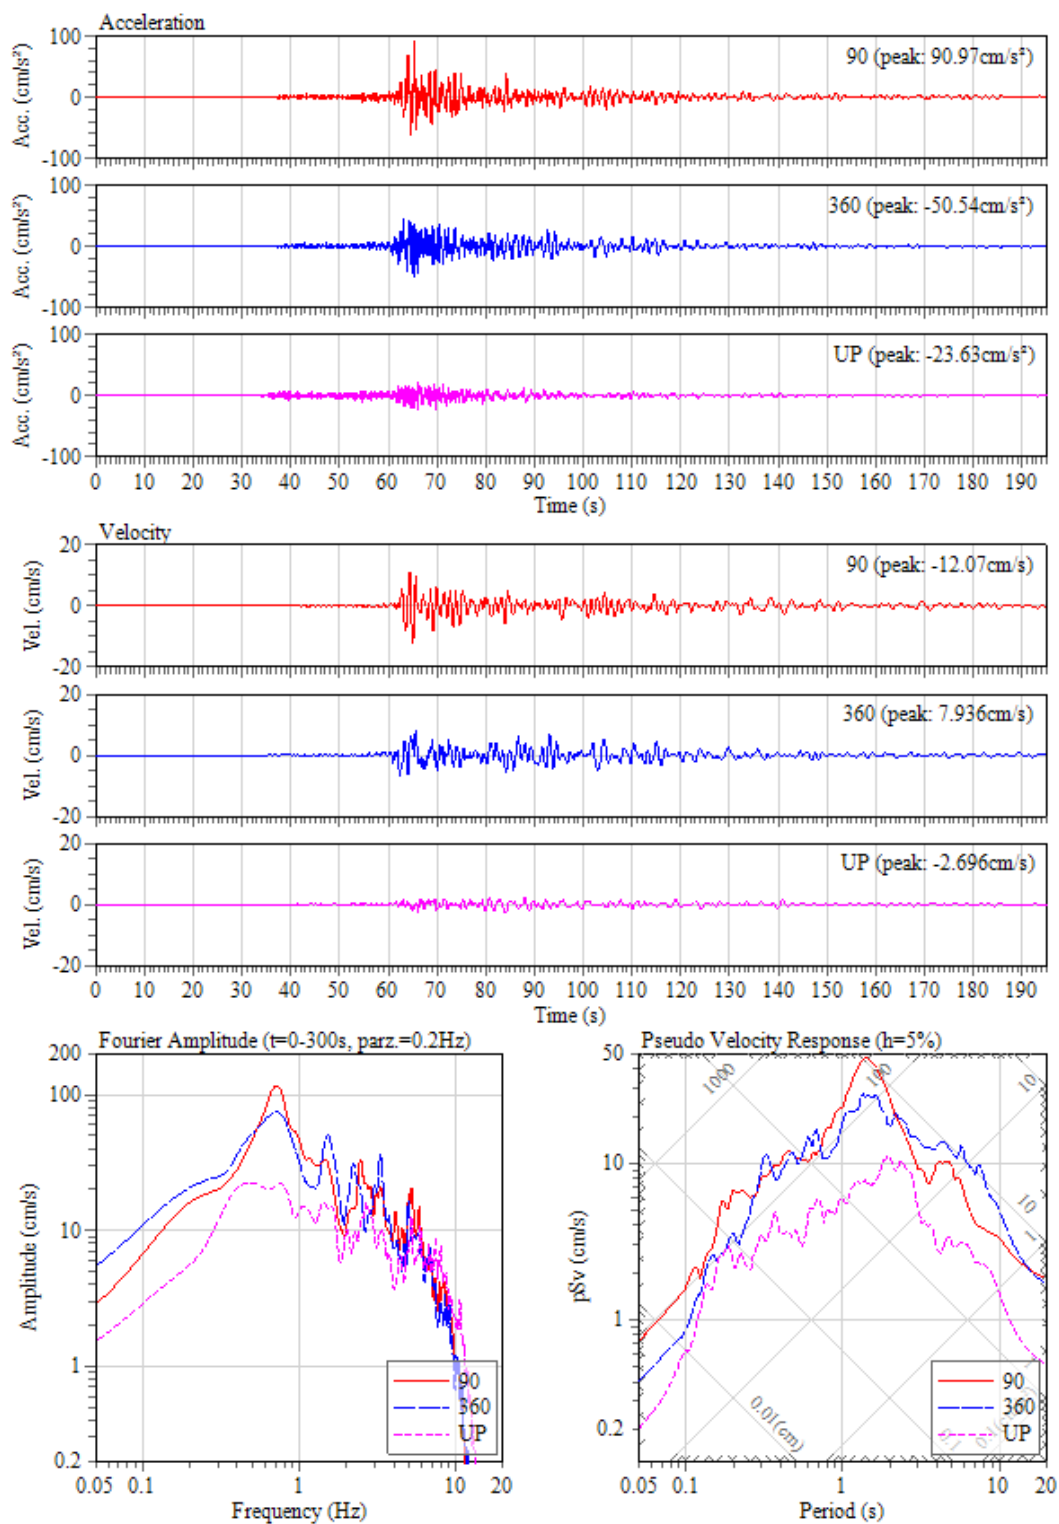 Acceleration
100
0
-100
Acc. (cm/s²)
90 (peak: 90.97cm/s²)
100
0
-100
Acc. (cm/s²)
360 (peak: -50.54cm/s²)
100
0
-100
Acc. (cm/s²)
UP (peak: -23.63cm/s²)
0 10 20 30 40 50 60 70 80 90 100 110 120 130 140 150 160 170 180 190
Time (s)
Velocity
20
0
-20
Vel. (cm/s)
90 (peak: -12.07cm/s)
20
0
-20
Vel. (cm/s)
360 (peak: 7.936cm/s)
20
0
-20
Vel. (cm/s)
UP (peak: -2.696cm/s)
0 10 20 30 40 50 60 70 80 90 100 110 120 130 140 150 160 170 180 190
Time (s)
Fourier Amplitude (t=0-300s, parz.=0.2Hz)
200
100
10
1
0.2
Amplitude (cm/s)
90
360
UP
0.05 0.1 1 10 20
Frequency (Hz)
Pseudo Velocity Response (h=5%)
50
10
1
0.2
pSv (cm/s)
1000
100
10
10
1
0.01(cm)
0.1
90
360
UP
0.05 0.1 1 10 20
Period (s)